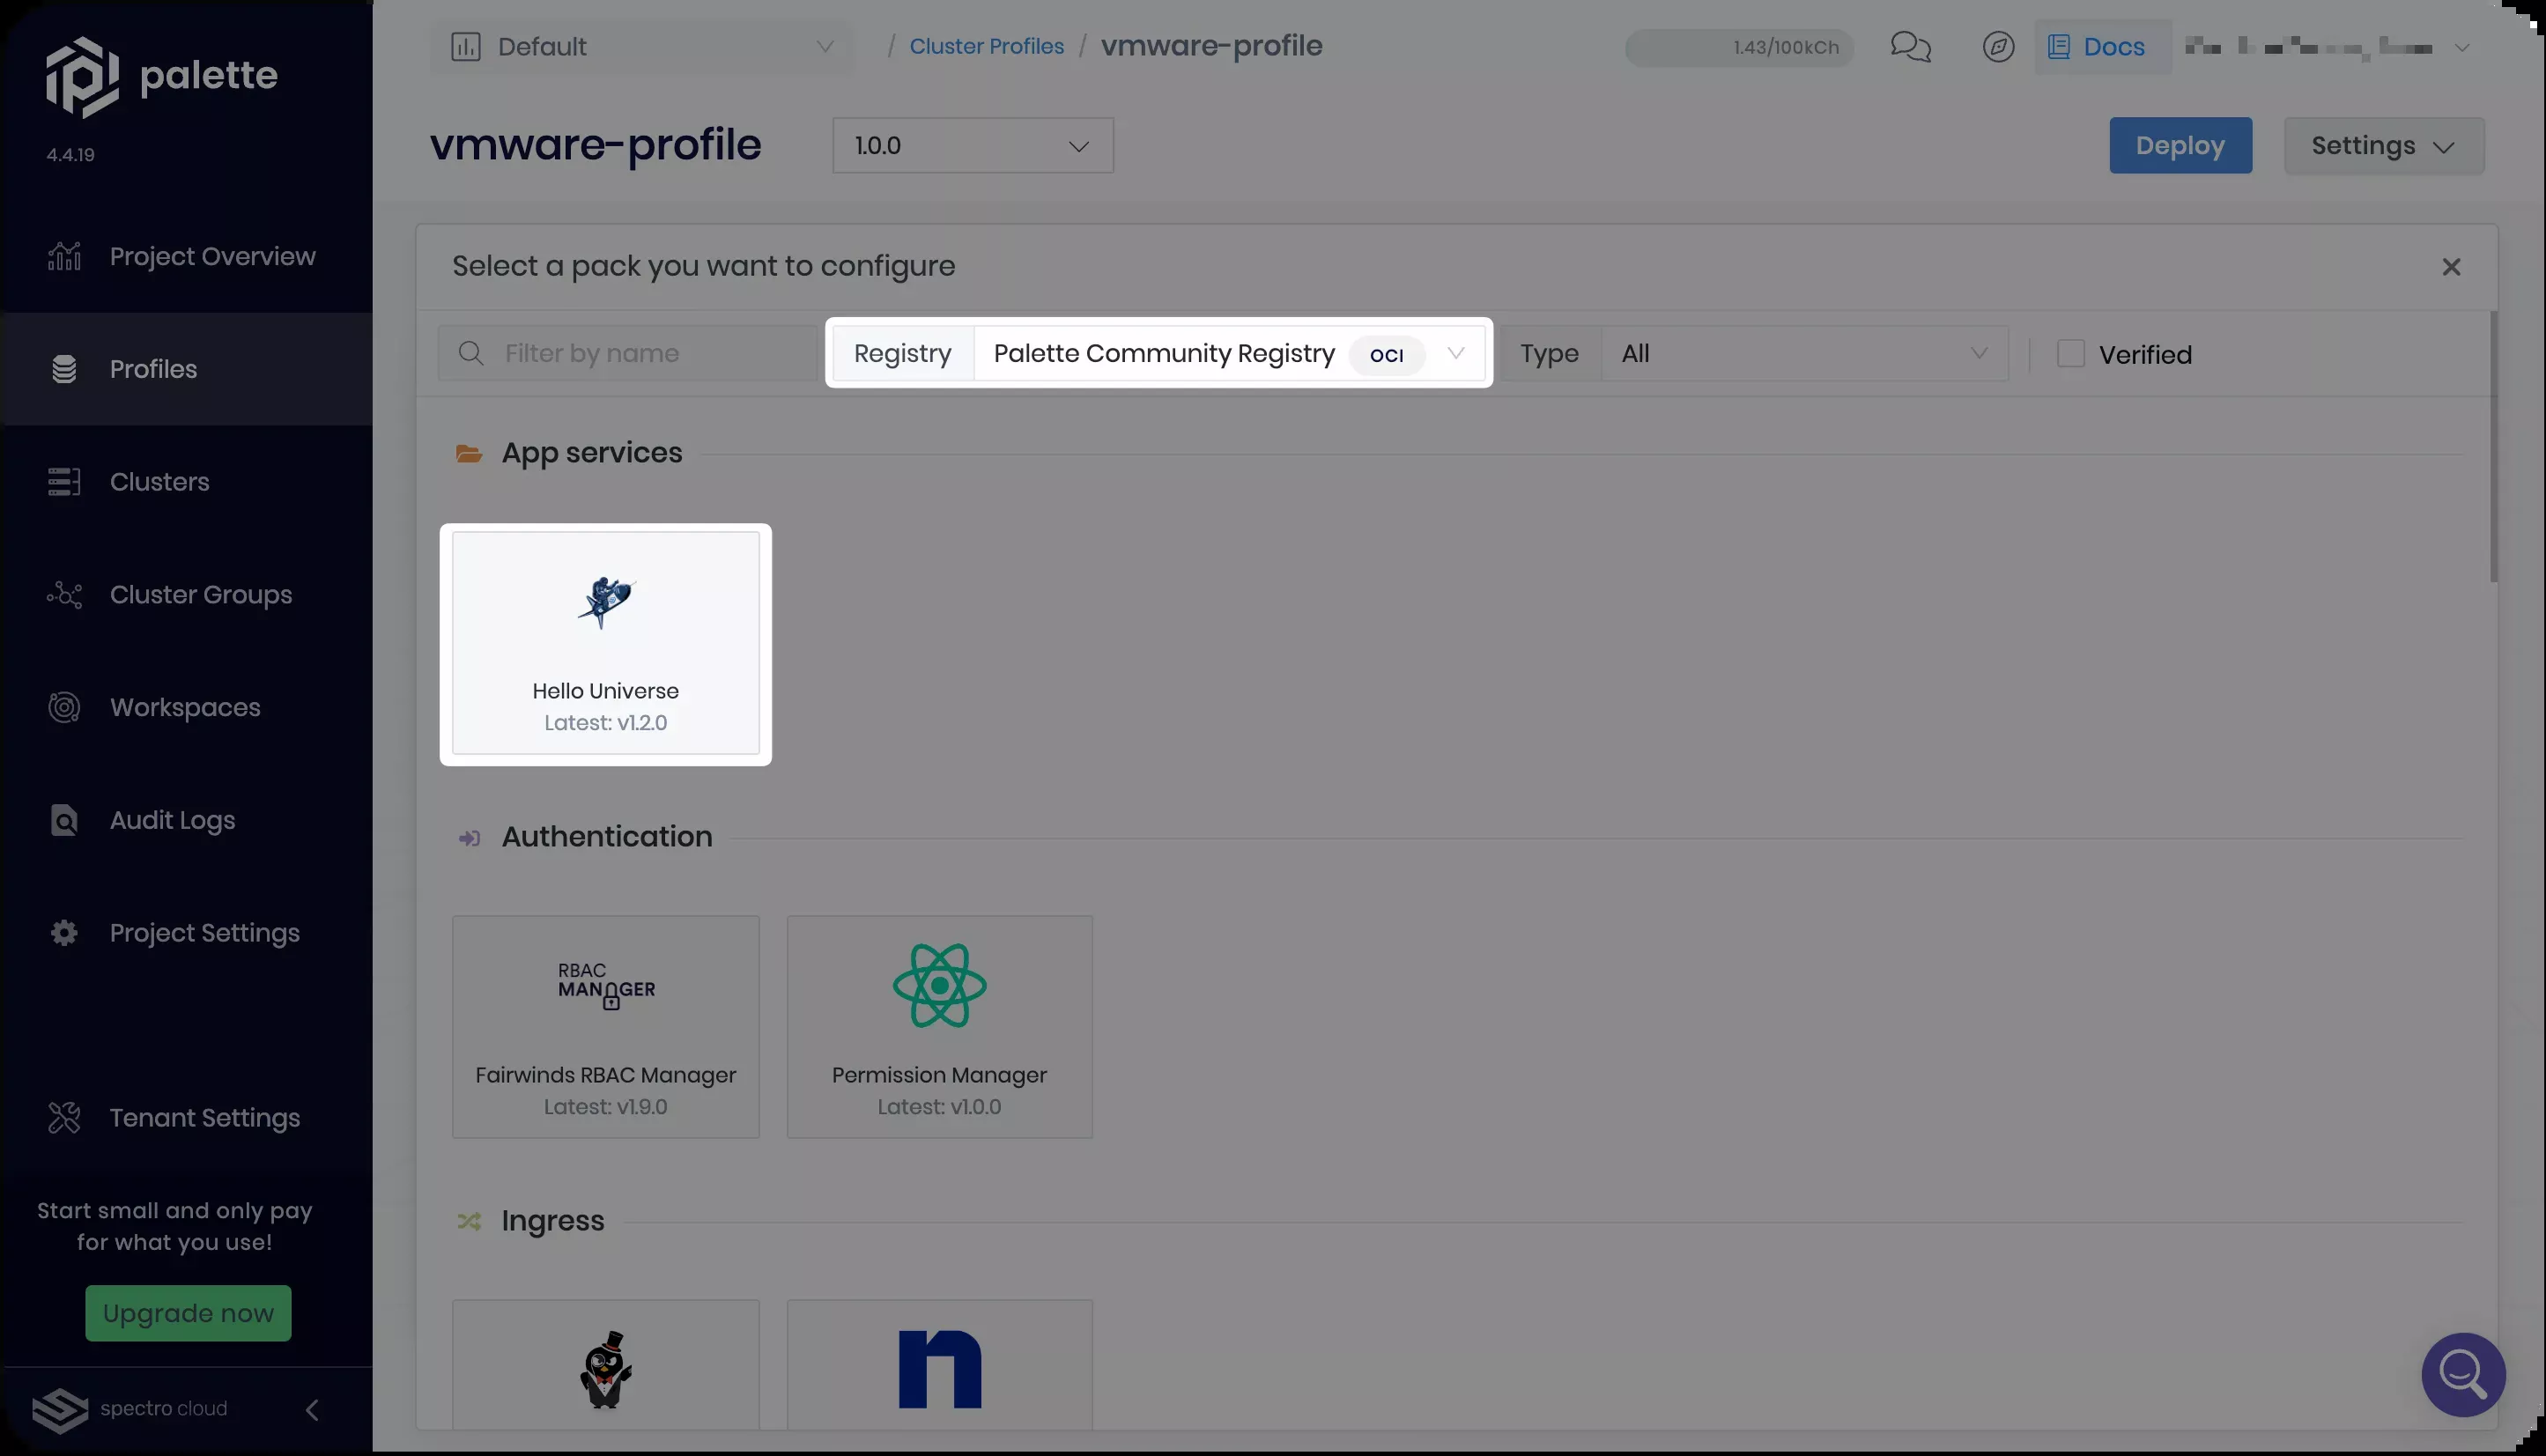 palette
4.4.19
Project Overview
Profiles
Clusters
Cluster Groups
Workspaces
Audit Logs
Project Settings
Tenant Settings
Start small and only pay
for what you use!
Upgrade now
spectro cloud
Default
/ Cluster Profiles / vmware-profile
1.43/100kCh
Docs
vmware-profile
1.0.0
Deploy
Settings
Select a pack you want to configure
Filter by name
Registry
Palette Community Registry OCI
Type
All
Verified
App services
Hello Universe
Latest: v1.2.0
Authentication
RBAC
MANAGER
Fairwinds RBAC Manager
Latest: v1.9.0
Permission Manager
Latest: v1.0.0
Ingress
n